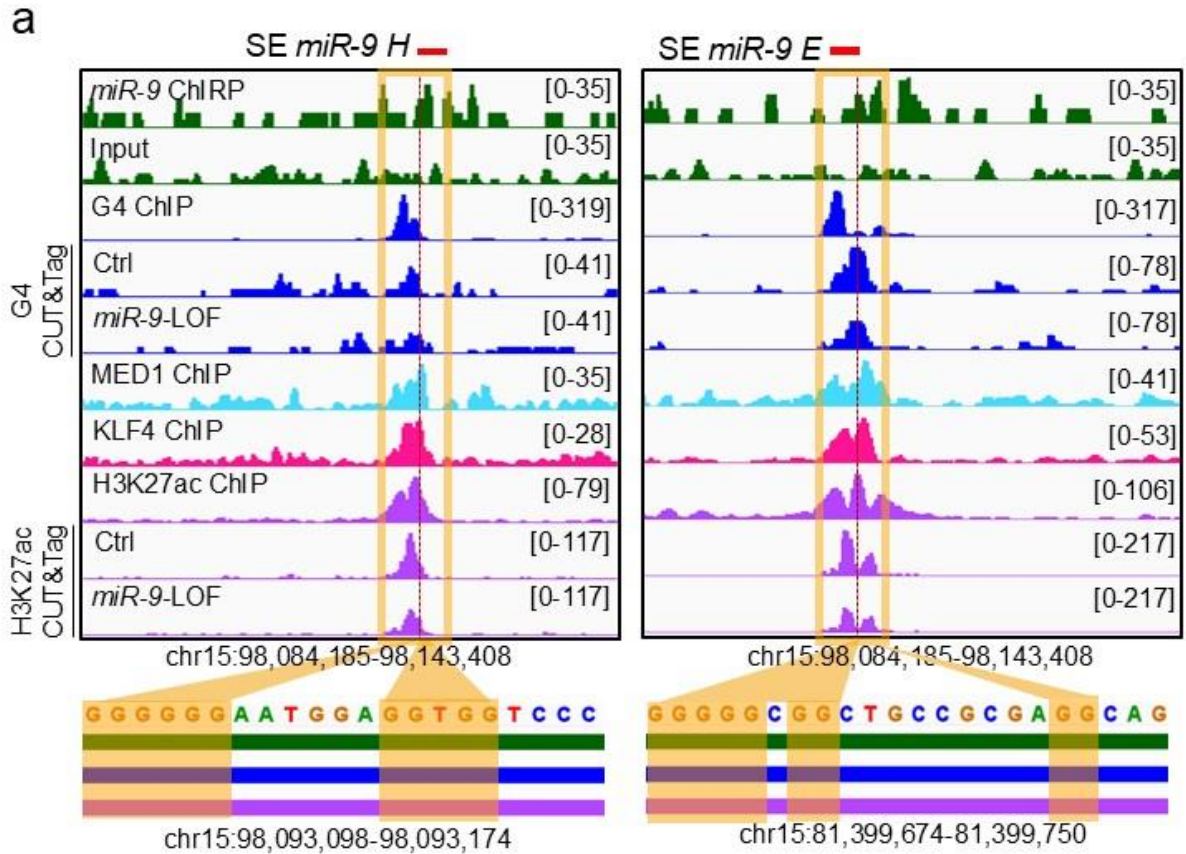 a
SE miR-9 H
SE miR-9 E
miR-9 ChIRP [0-35] [0-35]
Input [0-35] [0-35]
G4 ChIP [0-319] [0-317]
G4 CUT&Tag
Ctrl [0-41] [0-78]
miR-9-LOF [0-41] [0-78]
MED1 ChIP [0-35] [0-41]
KLF4 ChIP [0-28] [0-53]
H3K27ac ChIP [0-79] [0-106]
H3K27ac CUT&Tag
Ctrl [0-117] [0-217]
miR-9-LOF [0-117] [0-217]
chr15:98,084,185-98,143,408
chr15:98,084,185-98,143,408
GGGGGGAATGGAGGTGGTCCC
GGGGGCGGCTGCCGCGAGGCAG
chr15:98,093,098-98,093,174
chr15:81,399,674-81,399,750